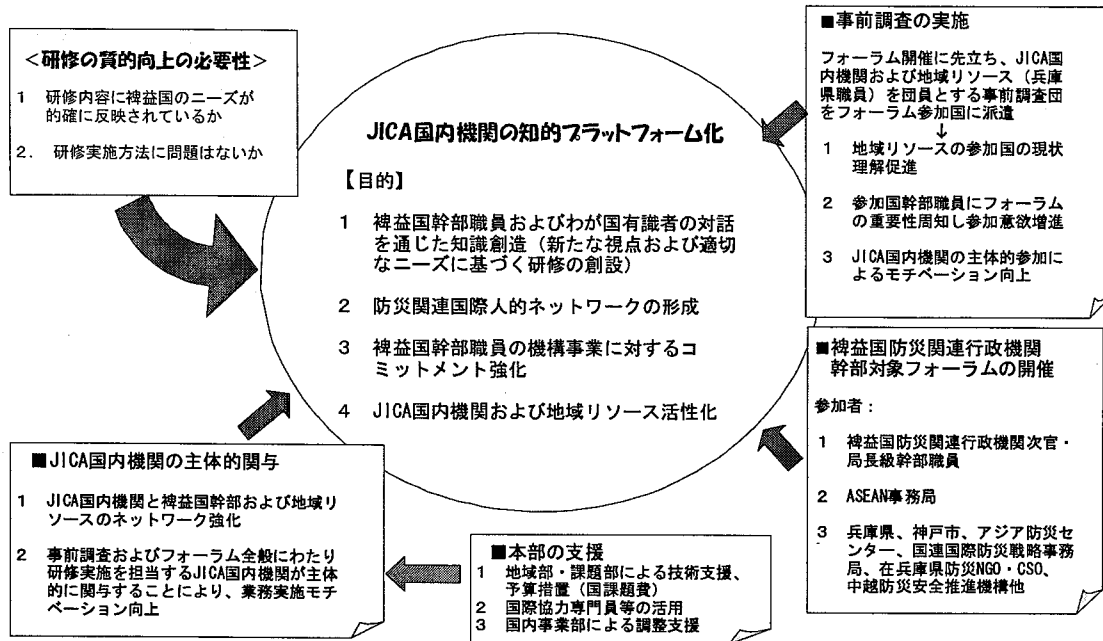 ＜研修の質的向上の必要性＞
1 研修内容に裨益国のニーズが
的確に反映されているか
2. 研修実施方法に問題はないか
JICA国内機関の知的プラットフォーム化
【目的】
1 裨益国幹部職員およびわが国有識者の対話
を通じた知識創造（新たな視点および適切
なニーズに基づく研修の創設）
2 防災関連国際人的ネットワークの形成
3 裨益国幹部職員の機構事業に対するコ
ミットメント強化
4 JICA国内機関および地域リソース活性化
■事前調査の実施
フォーラム開催に先立ち、JICA国
内機関および地域リソース（兵庫
県職員）を団員とする事前調査団
をフォーラム参加国に派遣
↓
1 地域リソースの参加国の現状
理解促進
2 参加国幹部職員にフォーラム
の重要性周知し参加意欲増進
3 JICA国内機関の主体的参加に
よるモチベーション向上
■裨益国防災関連行政機関
幹部対象フォーラムの開催
参加者：
1 裨益国防災関連行政機関次官・
局長級幹部職員
2 ASEAN事務局
3 兵庫県、神戸市、アジア防災セ
ンター、国連国際防災戦略事務
局、在兵庫県防災NGO・CSO、
中越防災安全推進機構他
■JICA国内機関の主体的関与
1 JICA国内機関と裨益国幹部および地域リ
ソースのネットワーク強化
2 事前調査およびフォーラム全般にわたり
研修実施を担当するJICA国内機関が主体
的に関与することにより、業務実施モチ
ベーション向上
■本部の支援
1 地域部・課題部による技術支援、
予算措置（国課題費）
2 国際協力専門員等の活用
3 国内事業部による調整支援